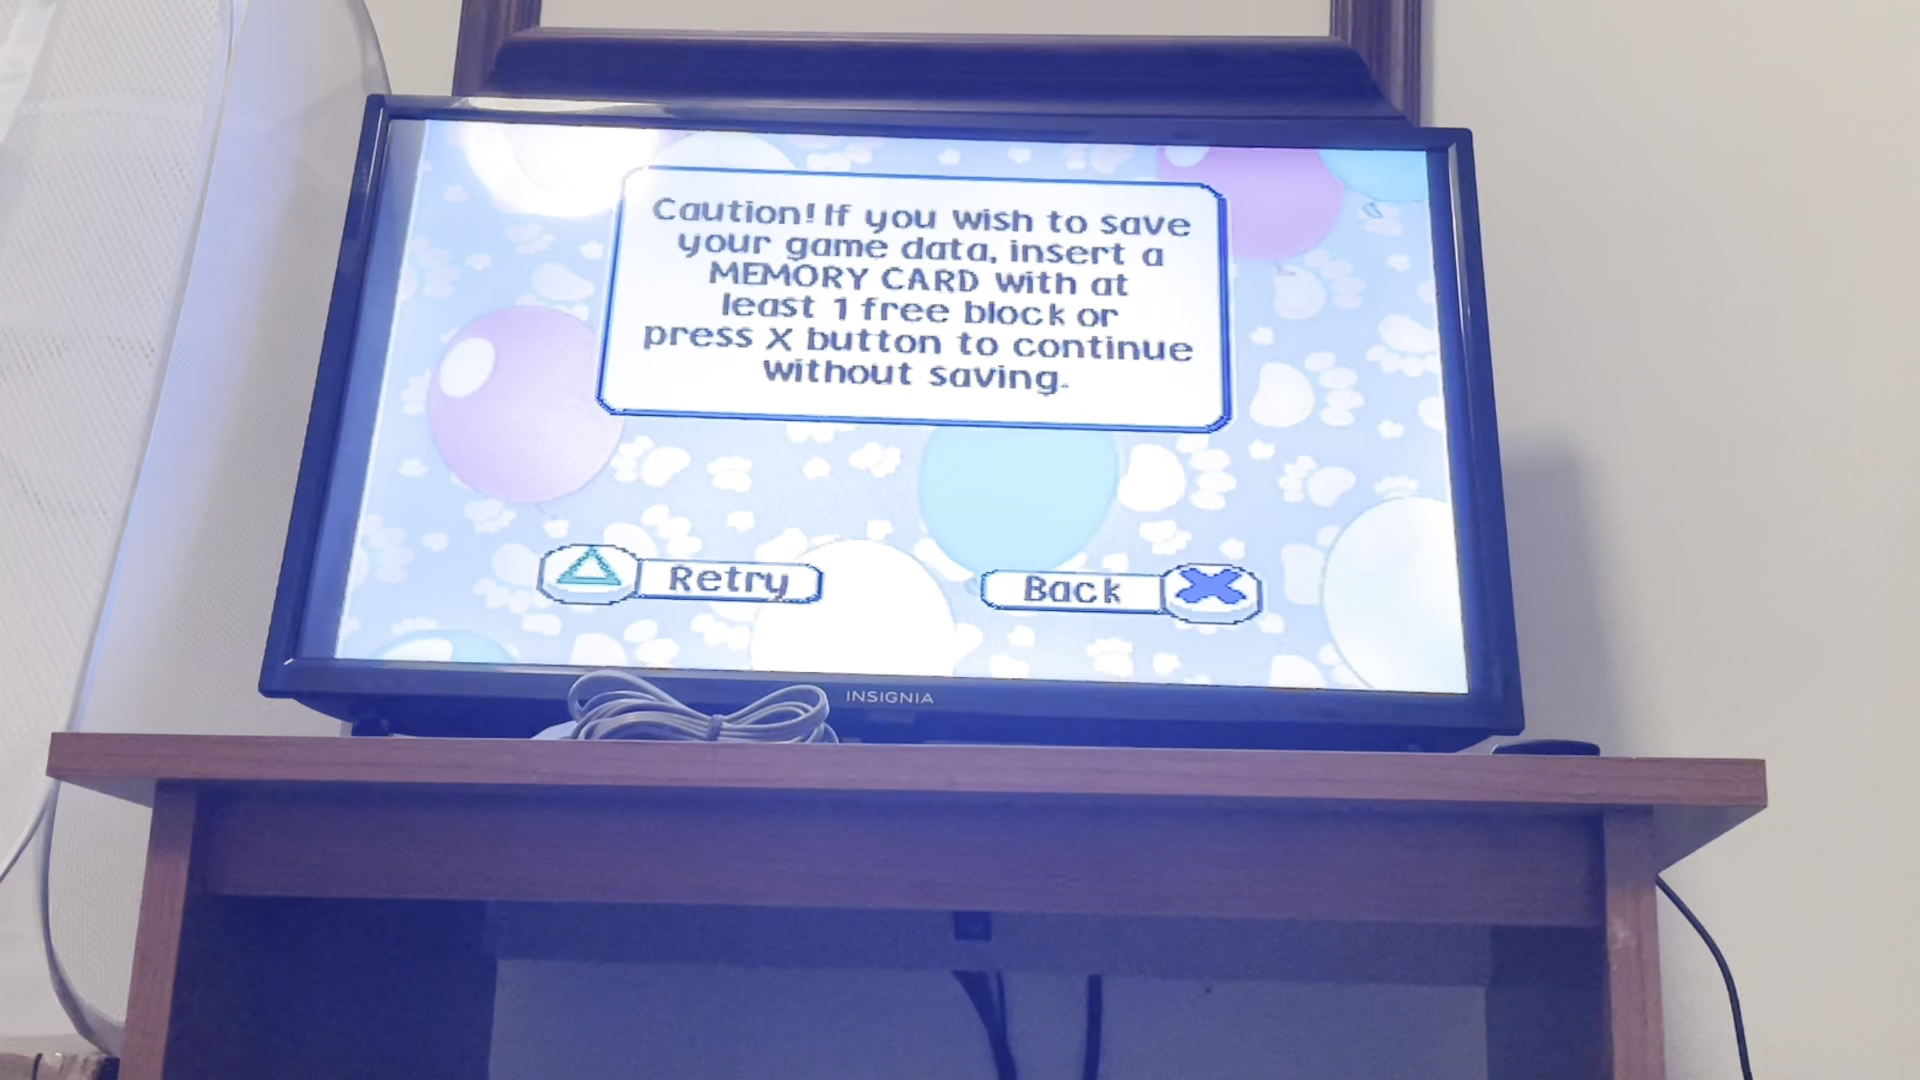 Caution! If you wish to save
your game data, insert a
MEMORY CARD with at
least 1 free block or
press X button to continue
without saving.
Retry
Back
INSIGNIA